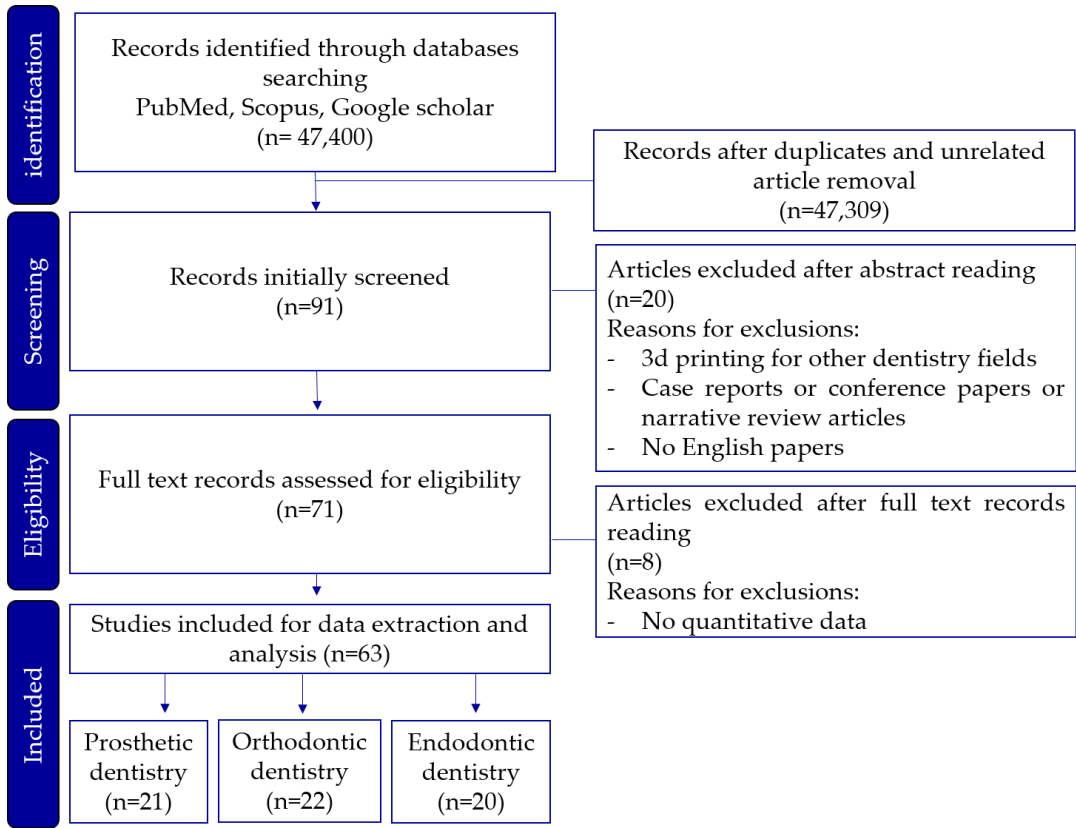 identification
Records identified through databases
searching
PubMed, Scopus, Google scholar
(n= 47,400)
Records after duplicates and unrelated
article removal
(n=47,309)
Screening
Records initially screened
(n=91)
Articles excluded after abstract reading
(n=20)
Reasons for exclusions:
- 3d printing for other dentistry fields
- Case reports or conference papers or
narrative review articles
- No English papers
Eligibility
Full text records assessed for eligibility
(n=71)
Articles excluded after full text records
reading
(n=8)
Reasons for exclusions:
- No quantitative data
Included
Studies included for data extraction and
analysis (n=63)
Prosthetic
dentistry
(n=21)
Orthodontic
dentistry
(n=22)
Endodontic
dentistry
(n=20)